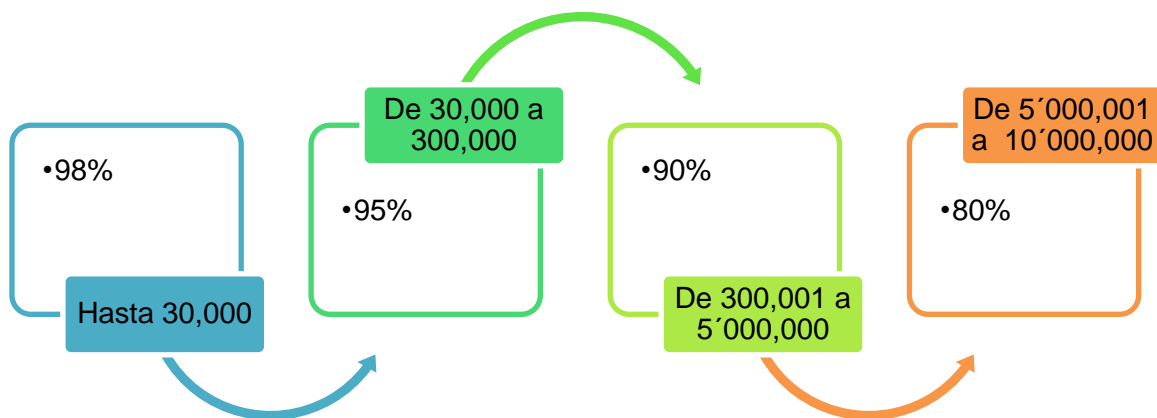 •98%
Hasta 30,000
De 30,000 a
300,000
•95%
•90%
De 300,001 a
5´000,000
De 5´000,001
a 10´000,000
•80%